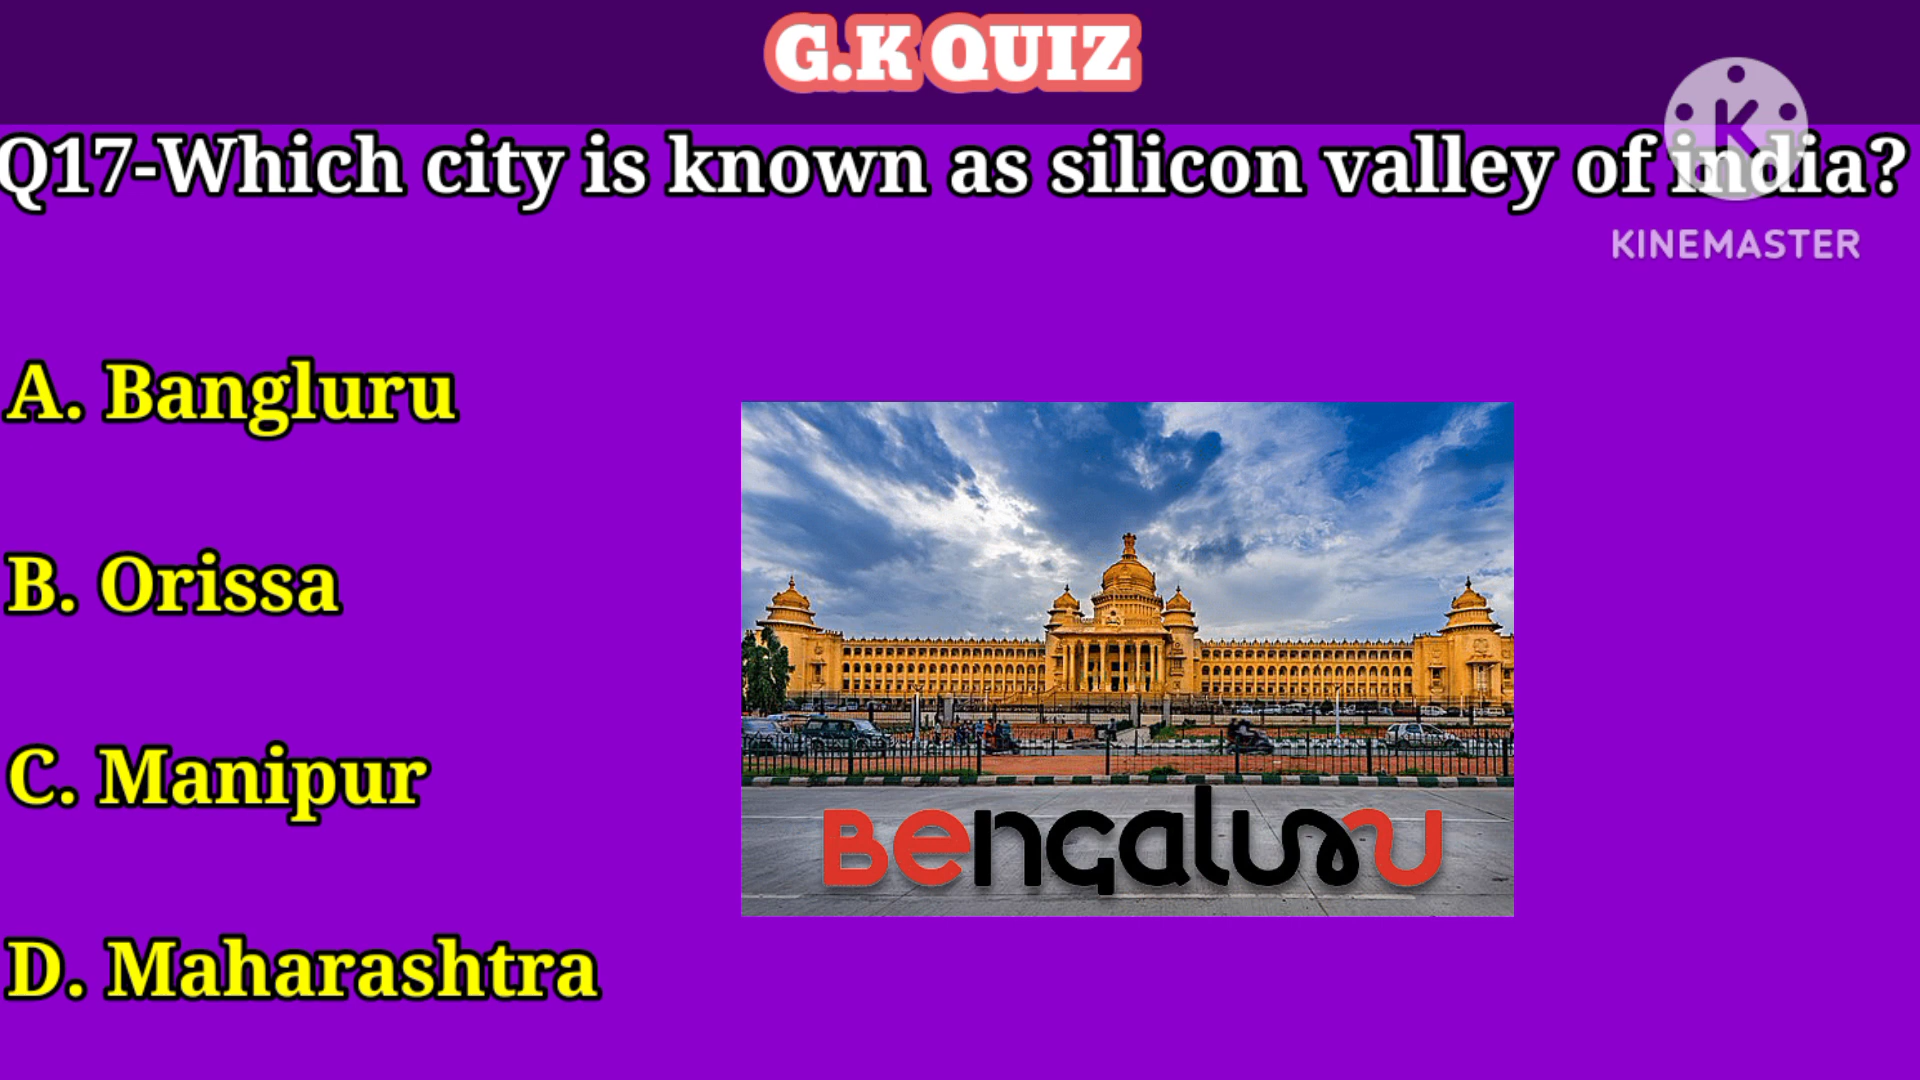 G.K QUIZ
Q17-Which city is known as silicon valley of india?
K
KINEMASTER
A. Bangluru
B. Orissa
C. Manipur
D. Maharashtra
Bengaluru